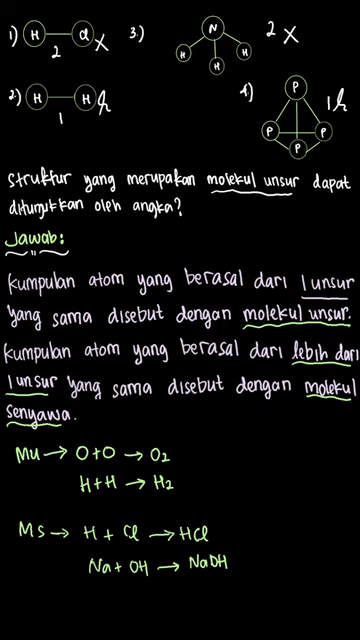 1) H Cl 3.) N 2 x
2 x H H H
2.) H H 4) P 1 h
1 P P P
Struktur yang merupakan molekul unsur dapat
ditunjukkan oleh angka?
Jawab:
Kumpulan atom yang berasal dari 1 unsur
yang sama disebut dengan molekul unsur.
Kumpulan atom yang berasal dari lebih dari
1 unsur yang sama disebut dengan molekul
senyawa.
Mu → O + O → O2
H + H → H2
Ms → H + Cl → HCl
Na + OH → NaOH